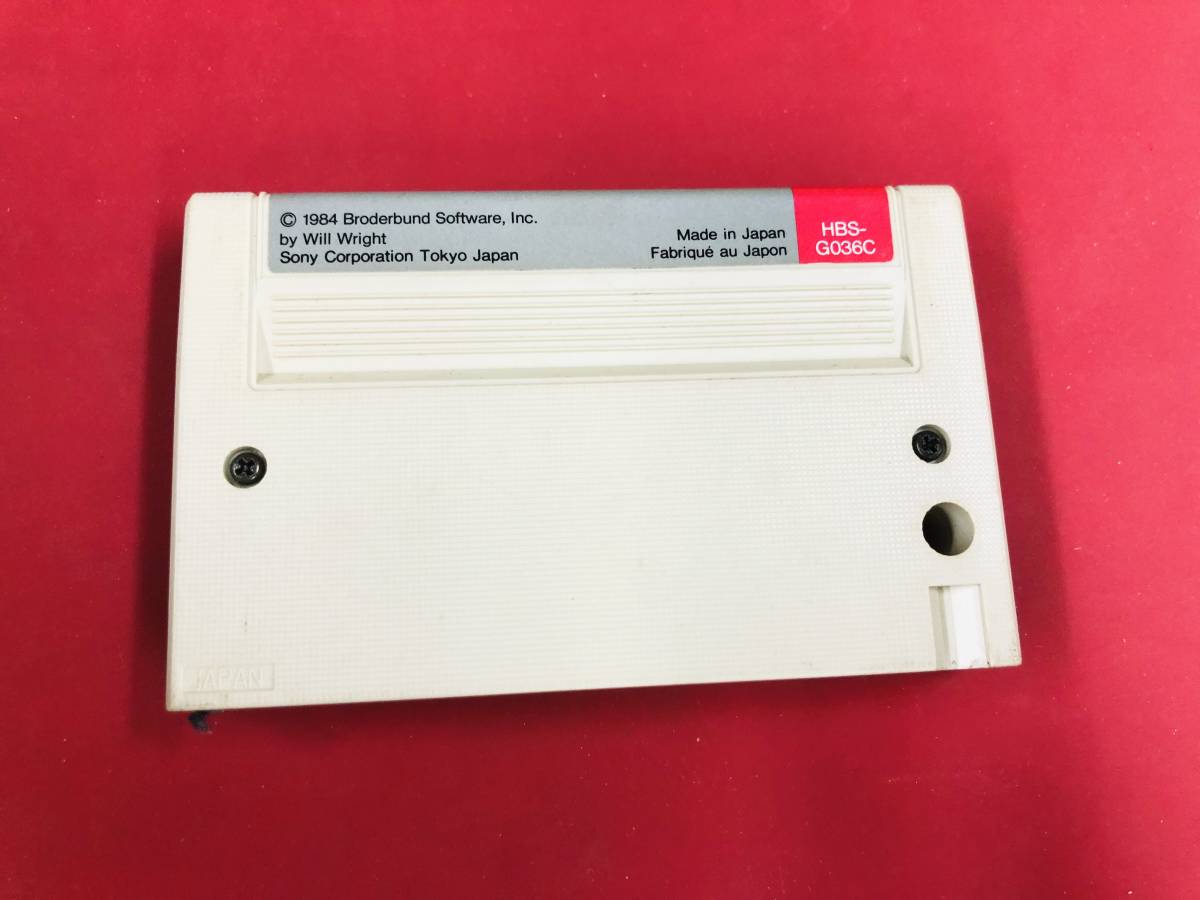 © 1984 Broderbund Software, Inc.
by Will Wright
Sony Corporation Tokyo Japan
Made in Japan
Fabriqué au Japon
HBS-
G036C
JAPAN